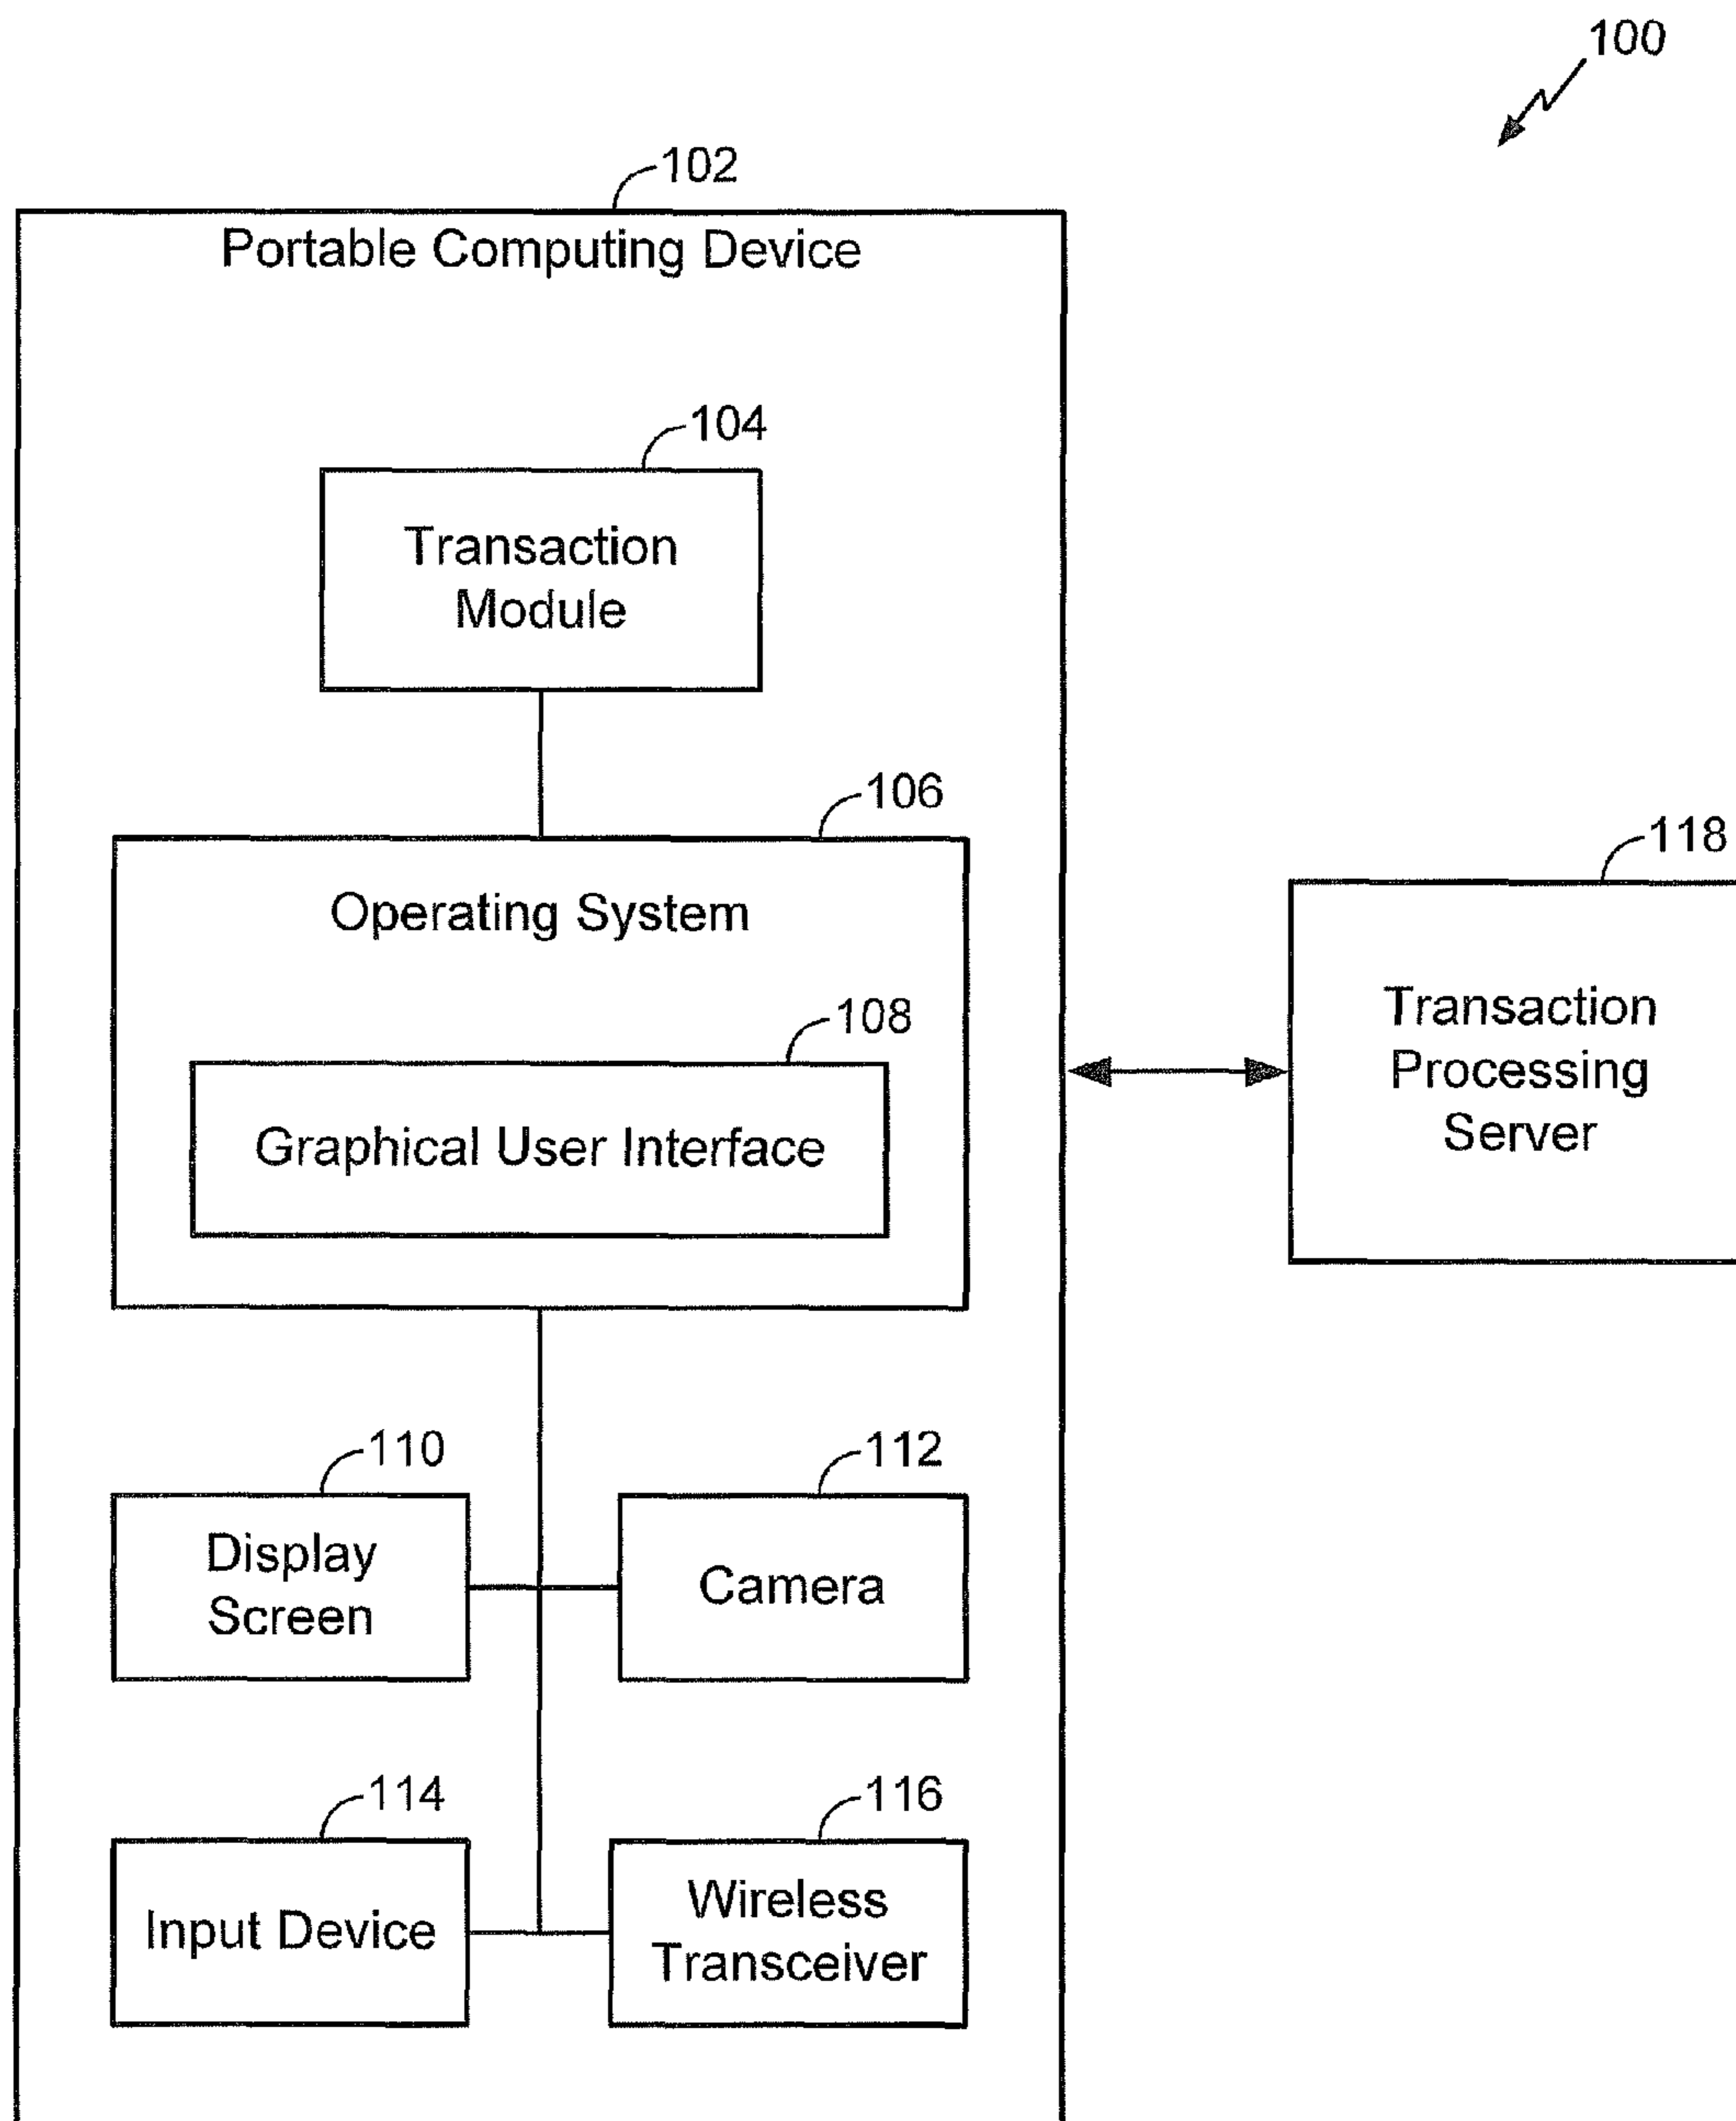 100
102
Portable Computing Device
104
Transaction
Module
106
Operating System
108
Graphical User Interface
118
Transaction
Processing
Server
110
Display
Screen
112
Camera
114
Input Device
116
Wireless
Transceiver